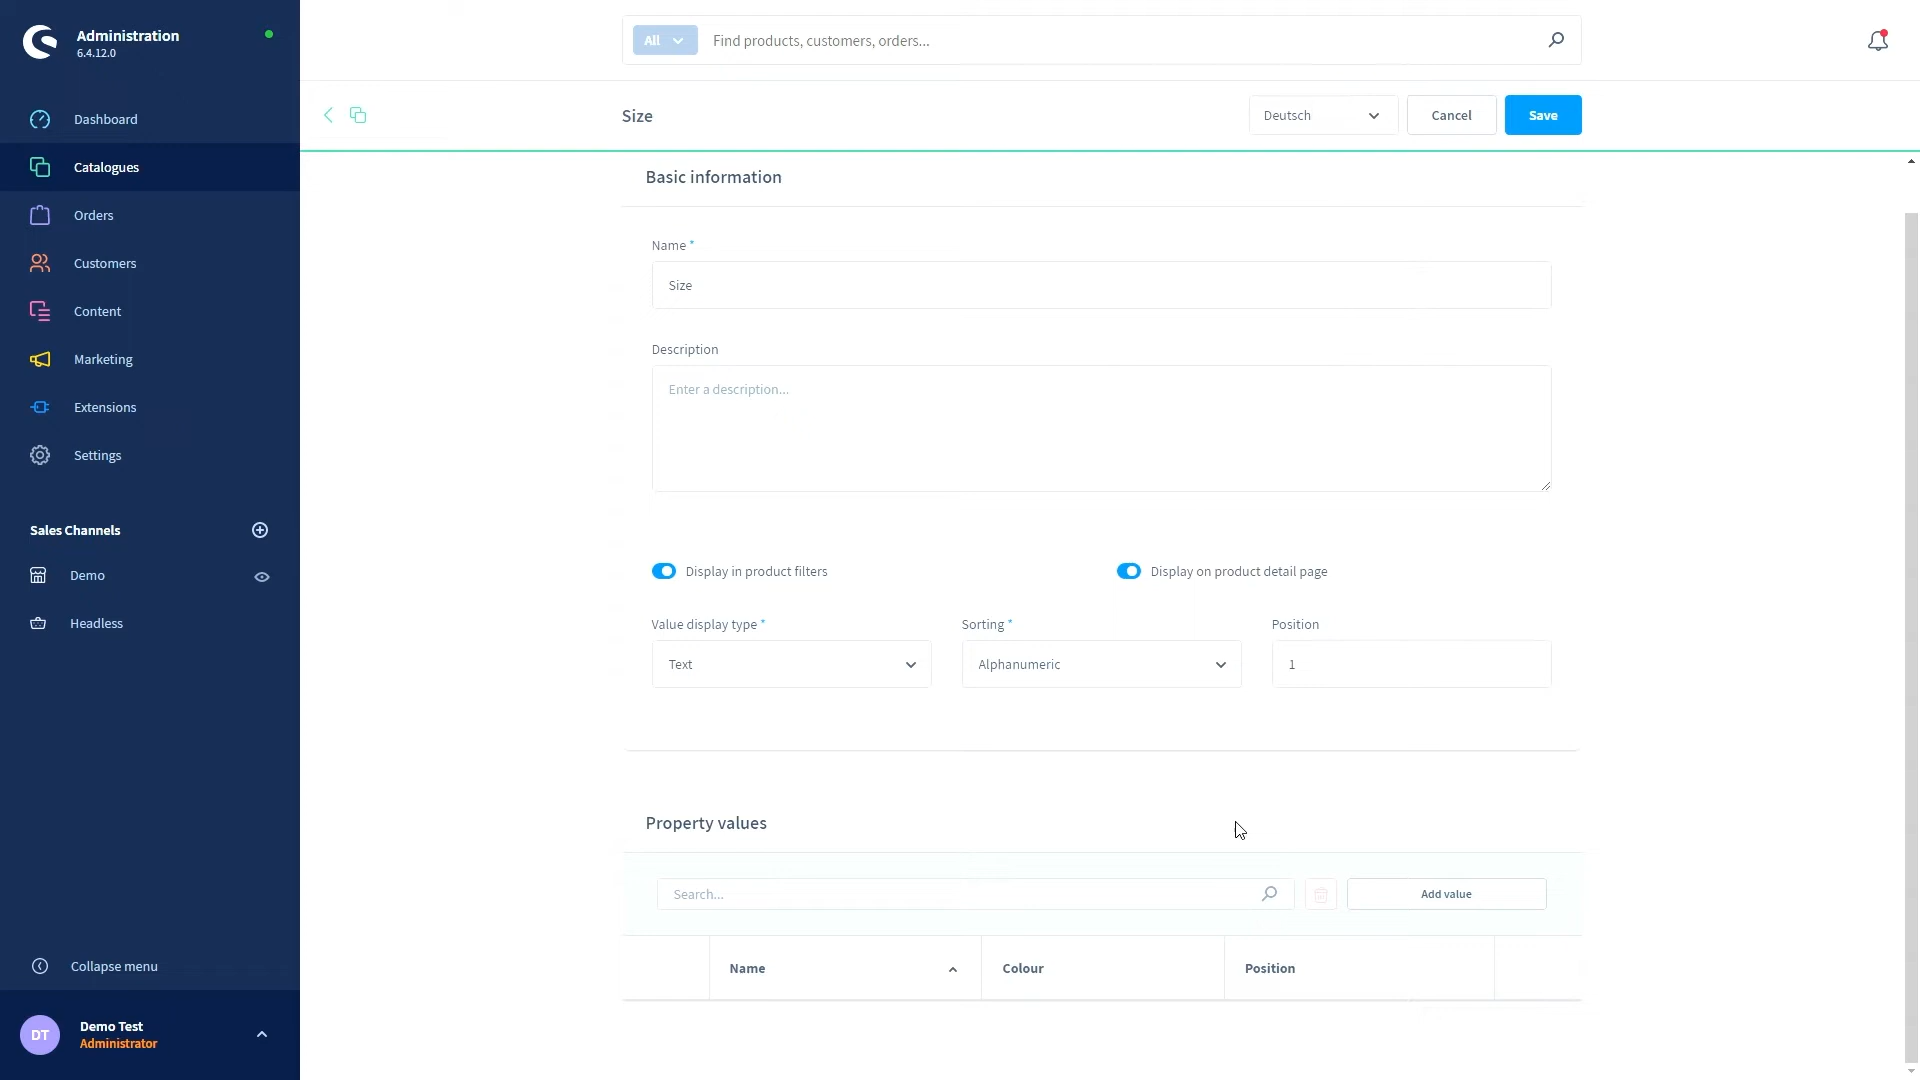 Administration
6.4.12.0
All
Find products, customers, orders...
Dashboard
Catalogues
Orders
Customers
Content
Marketing
Extensions
Settings
Sales Channels
Demo
Headless
Collapse menu
DT
Demo Test
Administrator
Size
Deutsch
Cancel
Save
Basic information
Name *
Size
Description
Enter a description...
Display in product filters
Display on product detail page
Value display type *
Sorting *
Position
Text
Alphanumeric
1
Property values
Search...
Add value
Name
Colour
Position